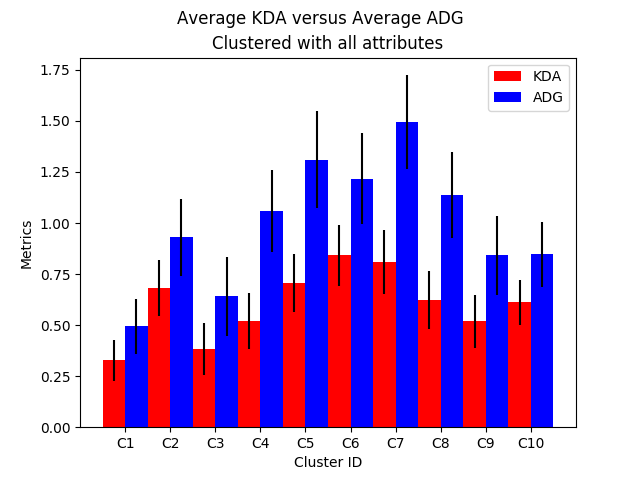 Average KDA versus Average ADG
Clustered with all attributes
KDA
ADG
1.75
1.50
1.25
1.00
0.75
0.50
0.25
0.00
Metrics
C1 C2 C3 C4 C5 C6 C7 C8 C9 C10
Cluster ID